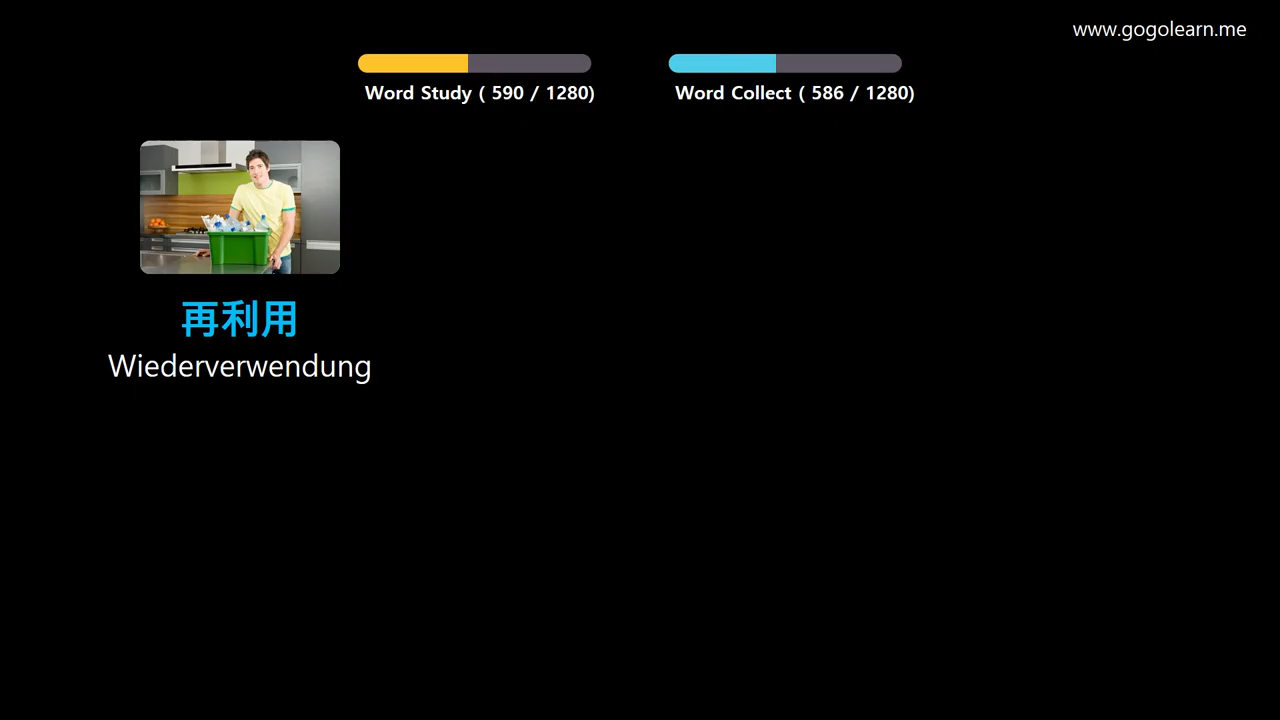 www.gogolearn.me
Word Study ( 590 / 1280)
Word Collect ( 586 / 1280)
再利用
Wiederverwendung